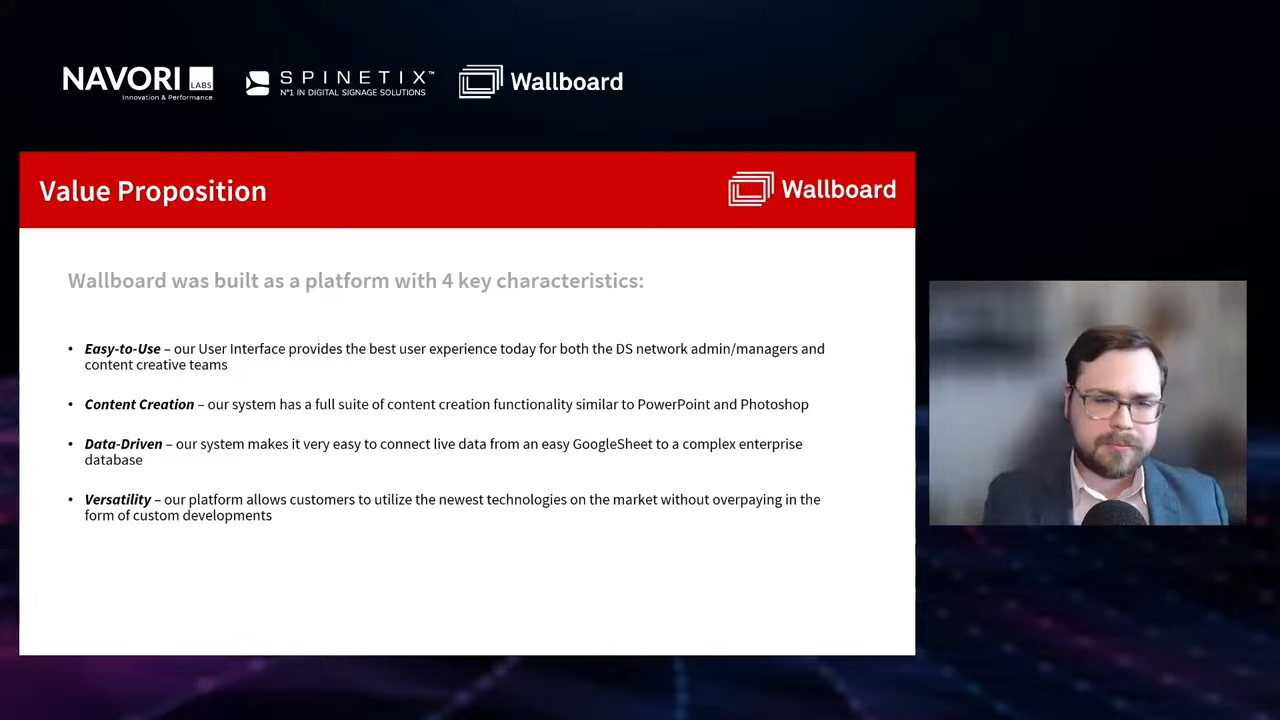 NAVORI LABS
Innovation & Performance
SPINETIX™
N°1 IN DIGITAL SIGNAGE SOLUTIONS
Wallboard
Value Proposition
Wallboard
Wallboard was built as a platform with 4 key characteristics:
• Easy-to-Use – our User Interface provides the best user experience today for both the DS network admin/managers and
content creative teams
• Content Creation – our system has a full suite of content creation functionality similar to PowerPoint and Photoshop
• Data-Driven – our system makes it very easy to connect live data from an easy GoogleSheet to a complex enterprise
database
• Versatility – our platform allows customers to utilize the newest technologies on the market without overpaying in the
form of custom developments